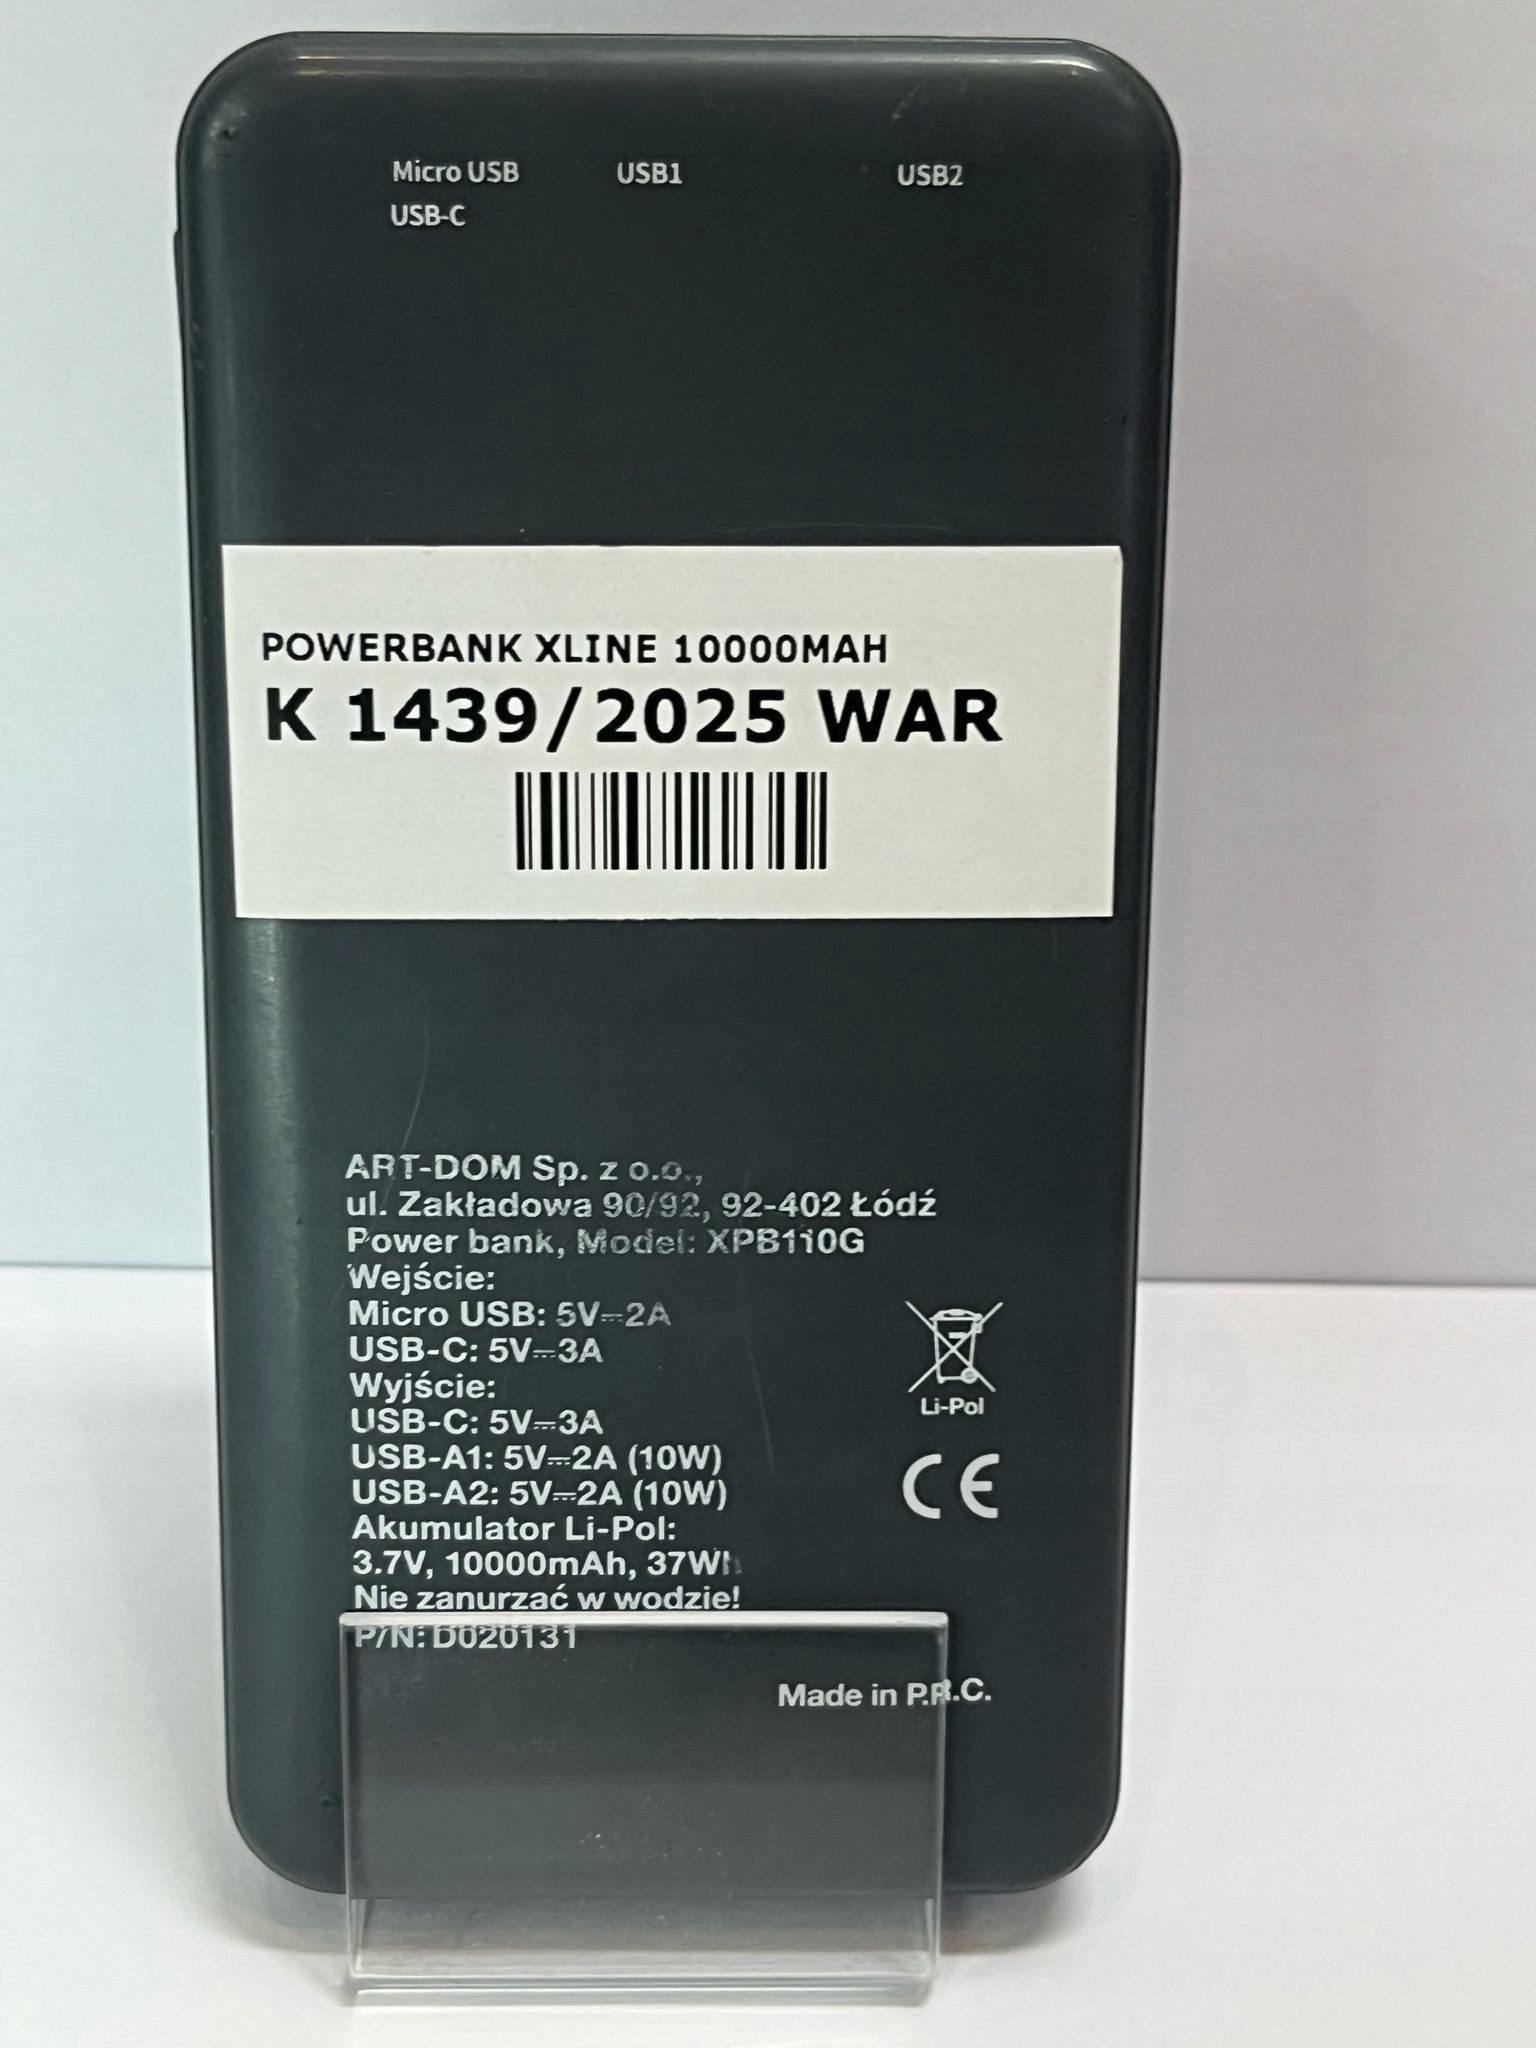 Micro USB USB1 USB2
USB-C
POWERBANK XLINE 10000MAH
K 1439/2025 WAR
ART-DOM Sp. z o.o.,
ul. Zakładowa 90/92, 92-402 Łódź
Power bank, Model: XPB110G
Wejście:
Micro USB: 5V⎓2A
USB-C: 5V⎓3A
Wyjście:
USB-C: 5V⎓3A
USB-A1: 5V⎓2A (10W)
USB-A2: 5V⎓2A (10W)
Akumulator Li-Pol:
3.7V, 10000mAh, 37Wh
Nie zanurzać w wodzie!
P/N: D020131
Li-Pol
CE
Made in P.R.C.